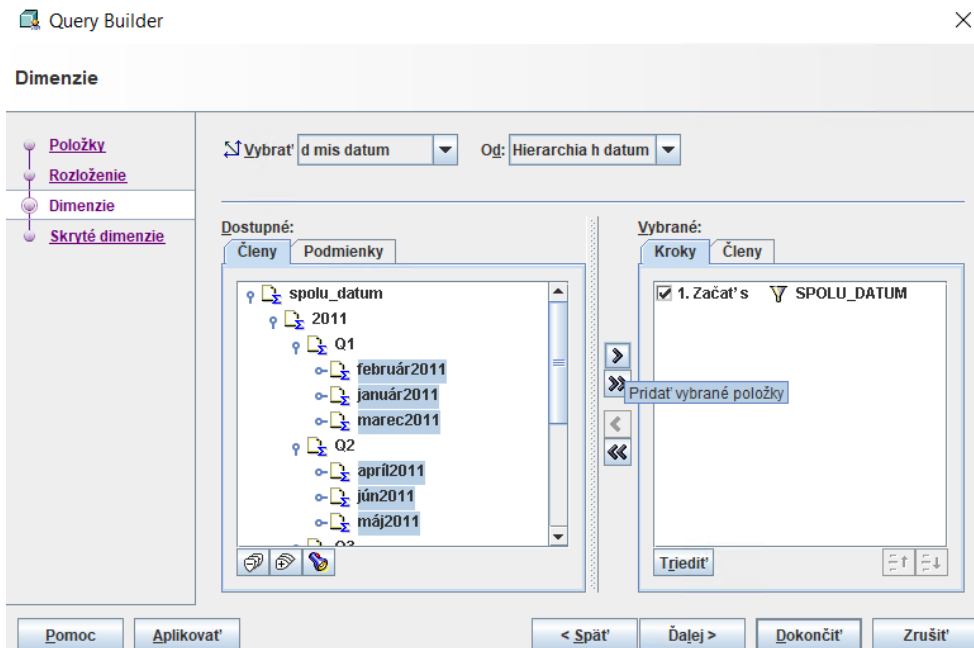 Query Builder
Dimenzie
Položky
Rozloženie
Dimenzie
Skryté dimenzie
Vybrať d mis datum Od: Hierarchia h datum
Dostupné:
Členy Podmienky
spolu_datum
2011
Q1
február2011
január2011
marec2011
Q2
apríl2011
jún2011
máj2011
Q3
Pridať vybrané položky
Vybrané:
Kroky Členy
1. Začať s SPOLU_DATUM
Triediť
Pomoc Aplikovať < Späť Ďalej > Dokončiť Zrušiť